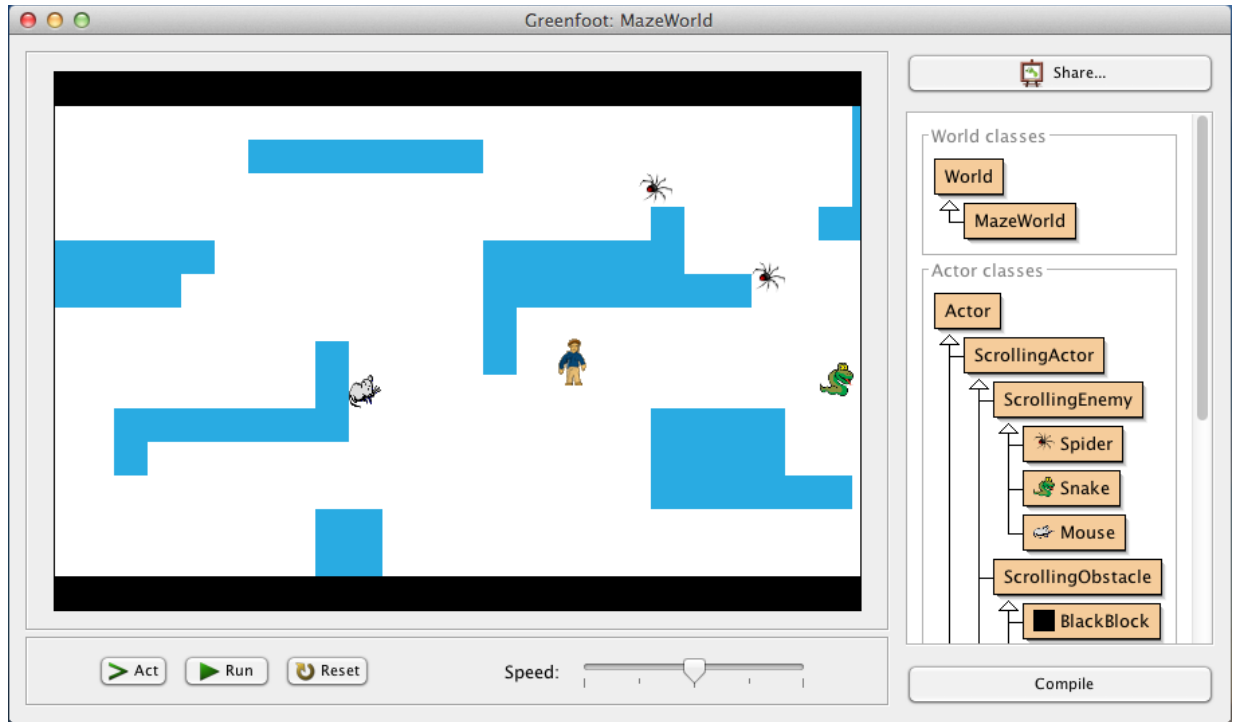 Greenfoot: MazeWorld
Share...
World classes
World
MazeWorld
Actor classes
Actor
ScrollingActor
ScrollingEnemy
Spider
Snake
Mouse
ScrollingObstacle
BlackBlock
Act
Run
Reset
Speed:
Compile